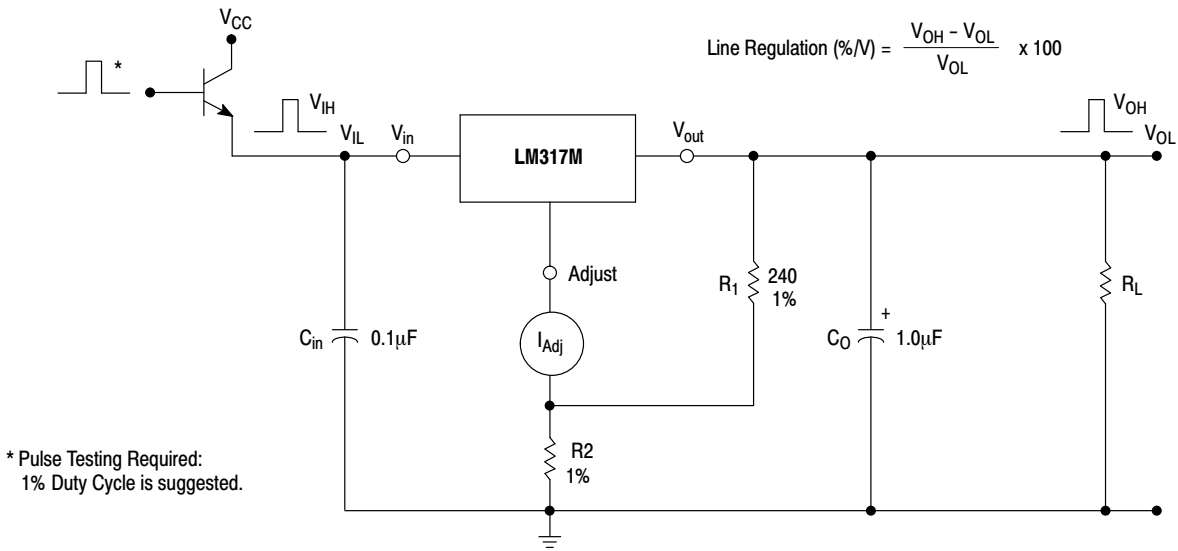 V_CC
Line Regulation (%/V) = V_OH - V_OL / V_OL x 100
*
V_IH
V_IL
V_in
LM317M
V_out
V_OH
V_OL
Adjust
R_1
240
1%
R_L
C_in
0.1μF
I_Adj
C_O
+
1.0μF
R2
1%
* Pulse Testing Required:
1% Duty Cycle is suggested.